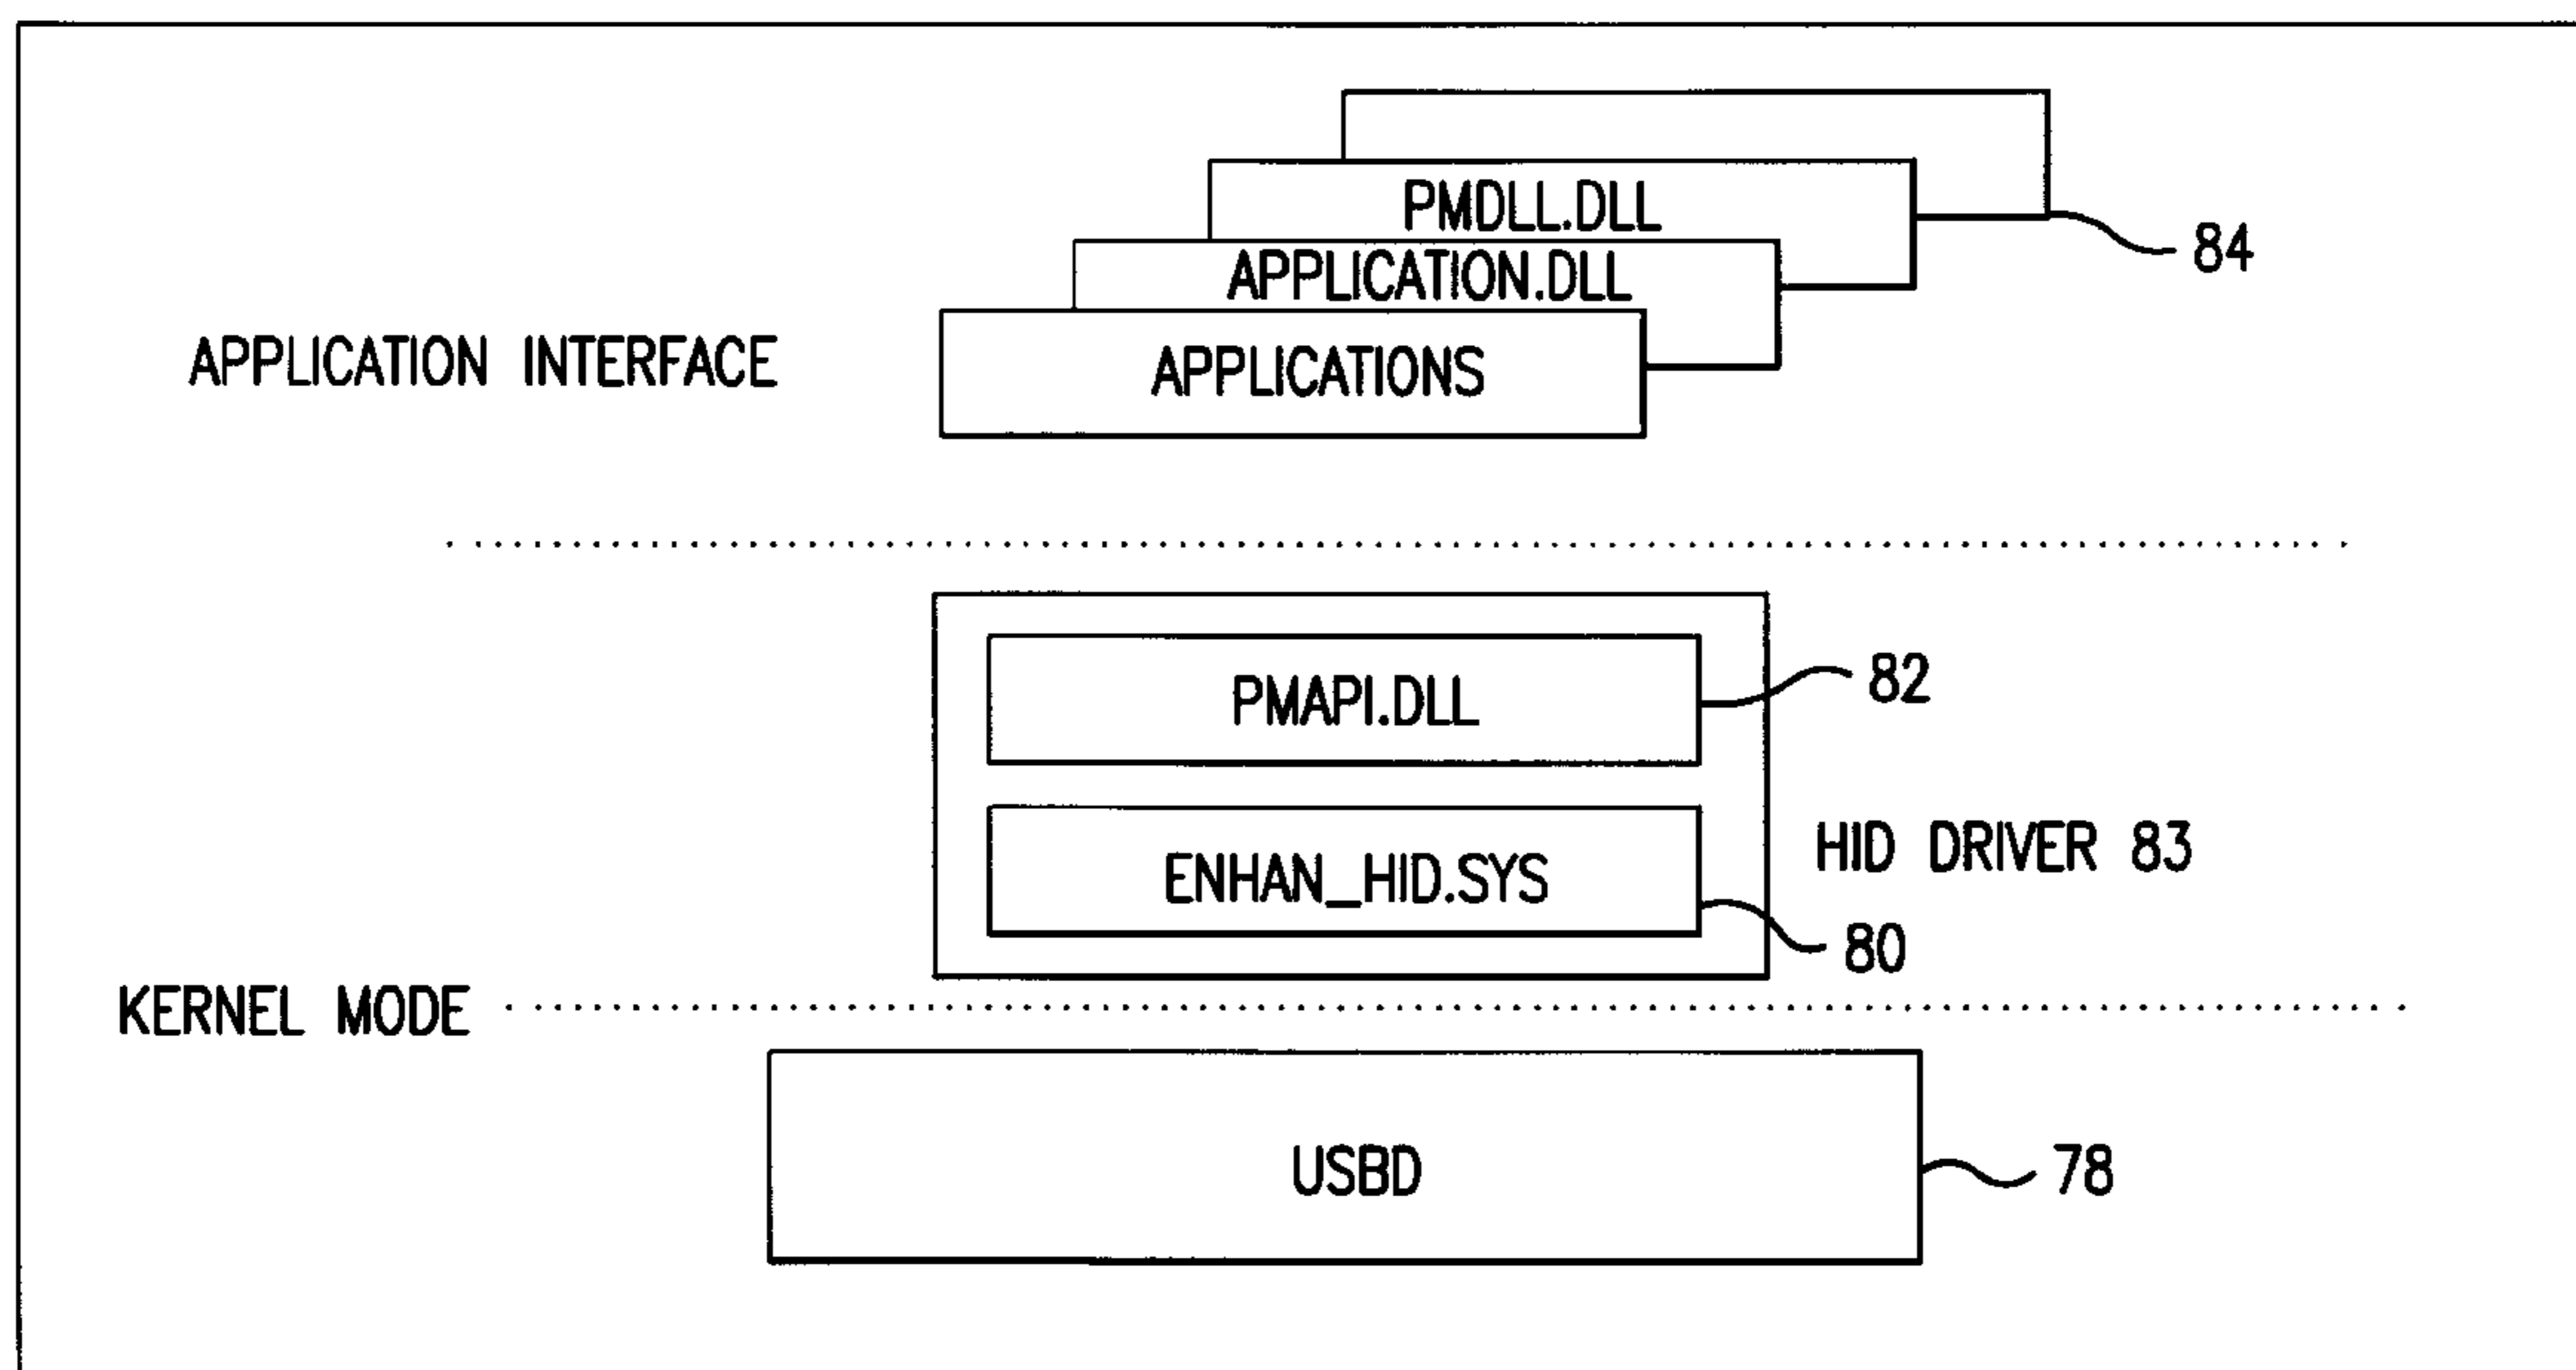 PMDLL.DLL
84
APPLICATION.DLL
APPLICATION INTERFACE
APPLICATIONS
PMAPI.DLL
82
ENHAN_HID.SYS
HID DRIVER 83
80
KERNEL MODE
USBD
78